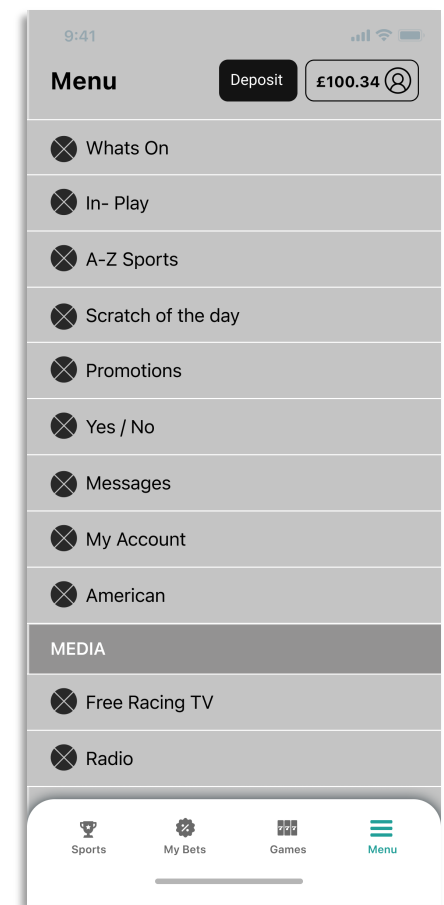 9:41
Menu
Deposit
£100.34
Whats On
In- Play
A-Z Sports
Scratch of the day
Promotions
Yes / No
Messages
My Account
American
MEDIA
Free Racing TV
Radio
Sports My Bets Games Menu